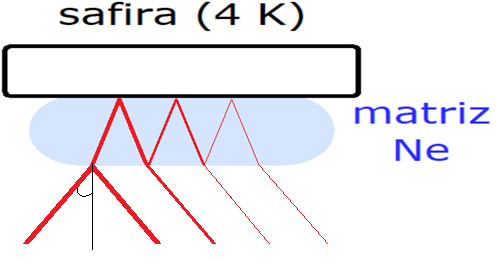 safira (4 K)
matriz
Ne